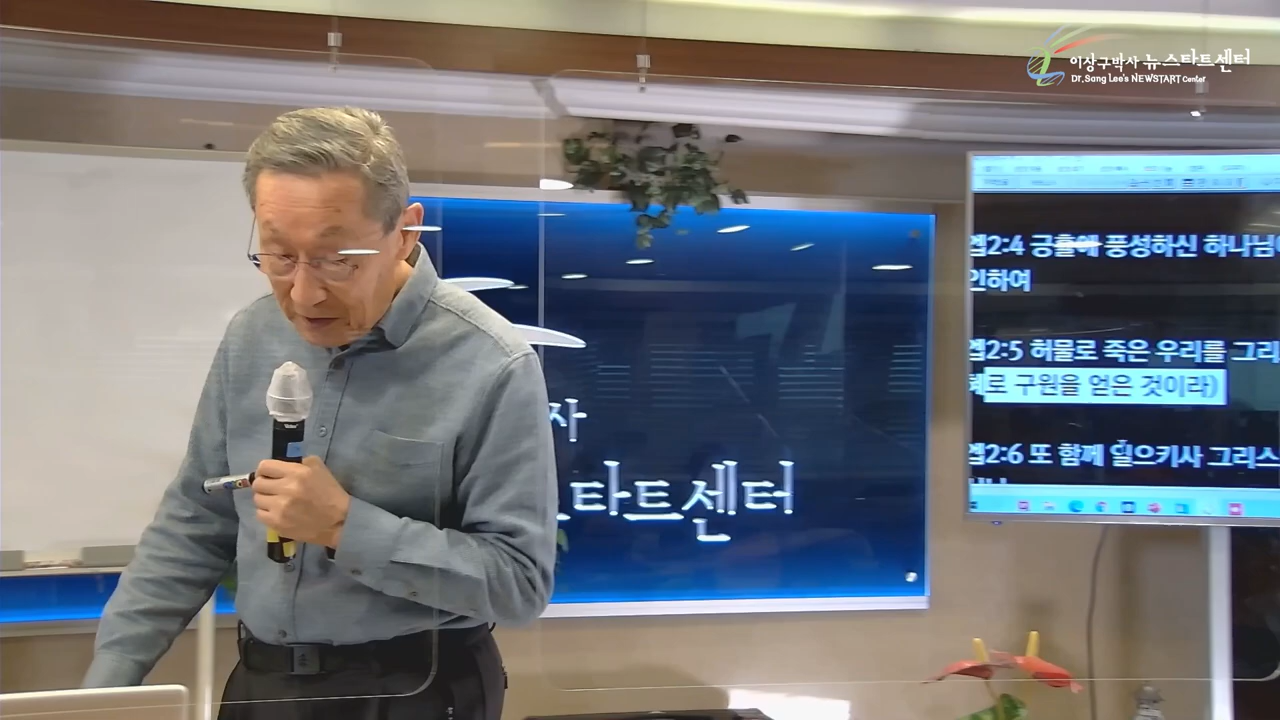 이상구박사 뉴스타트센터
Dr. Sang Lee's NEWSTART Center
엡2:4 긍휼에 풍성하신 하나님이
인하여
엡2:5 허물로 죽은 우리를 그리
혜로 구원을 얻은 것이라)
엡2:6 또 함께 일으키사 그리스
사
스타트센터